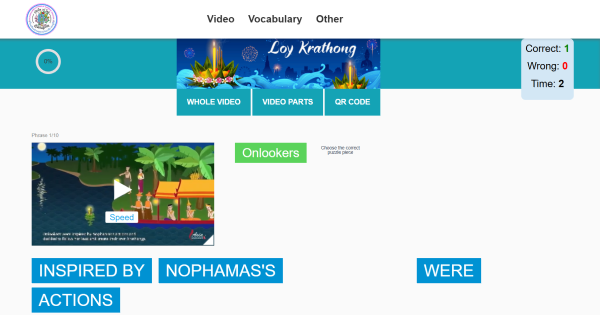 Video Vocabulary Other
0%
Loy Krathong
Correct: 1
Wrong: 0
Time: 2
WHOLE VIDEO VIDEO PARTS QR CODE
Phrase 1/10
Onlookers
Choose the correct
puzzle piece
Speed
INSPIRED BY NOPHAMAS'S WERE
ACTIONS